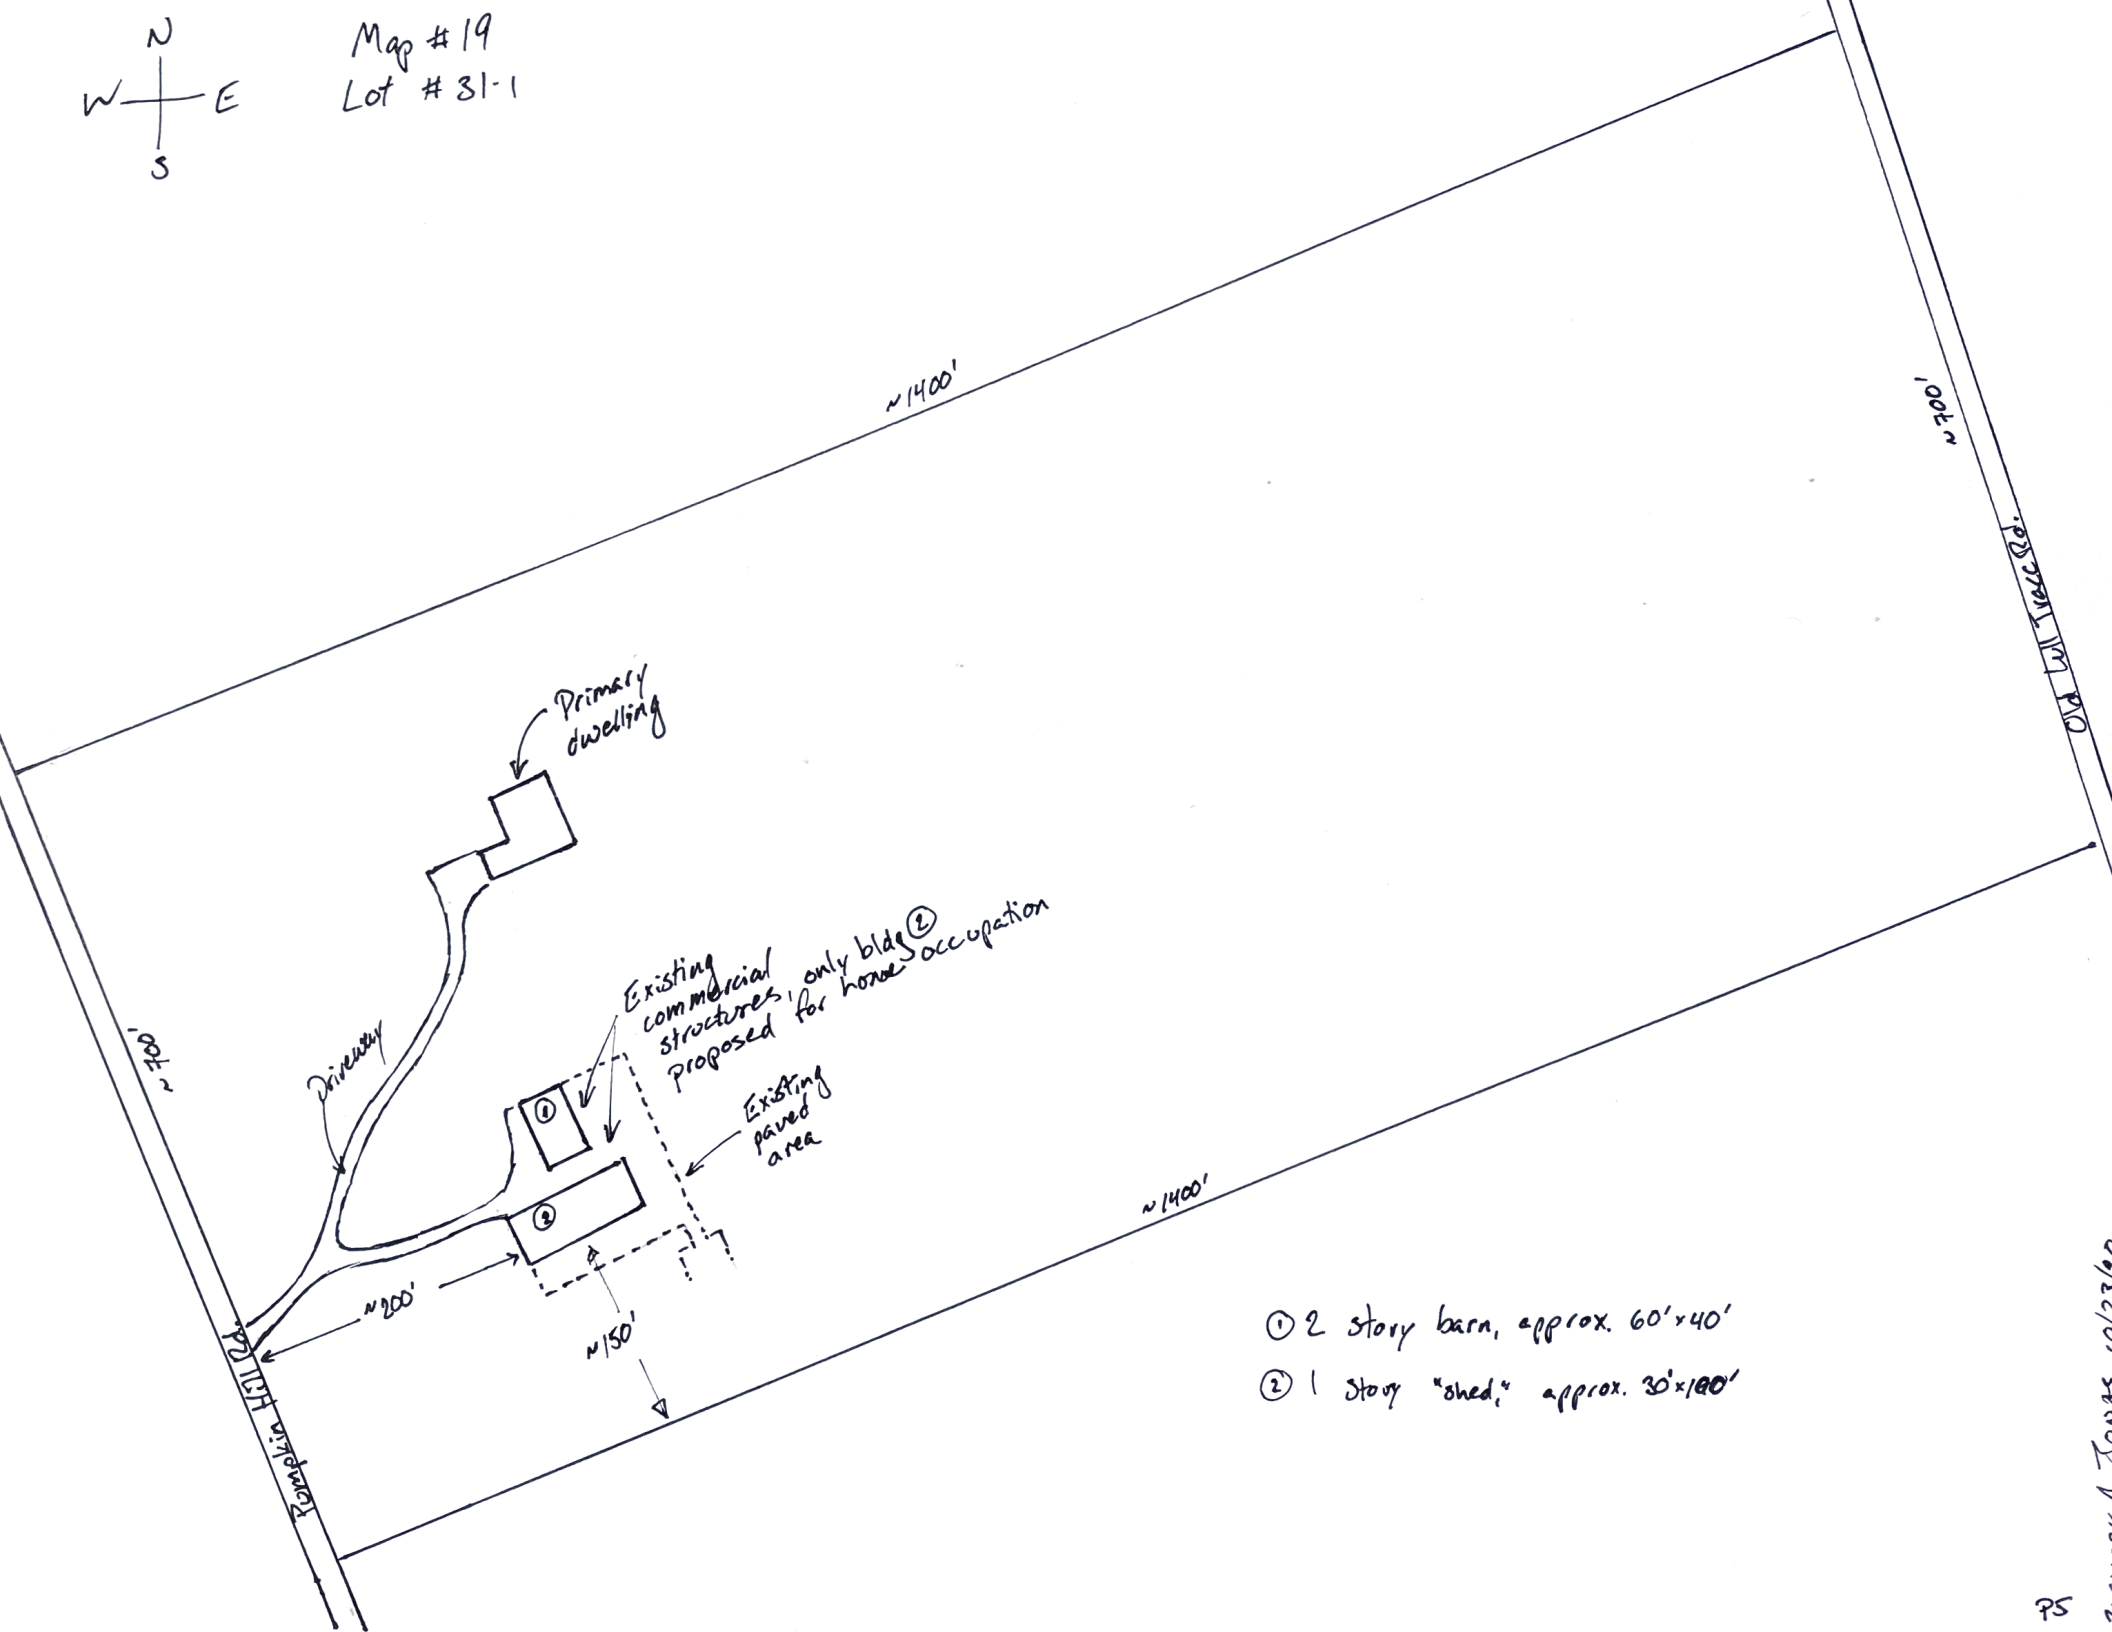 N
W E
S
Map #19
Lot # 31-1
~1400'
~700'
Old Mill Trace Rd.
Primary
dwelling
~700'
Driveway
Existing
commercial
structures, only bldg ②
proposed for home occupation
Existing
paved
area
①
②
~200'
~150'
~1400'
Pumpkin Hill Rd.
① 2 story barn, approx. 60'x40'
② 1 story "shed," approx. 30'x100'
P5